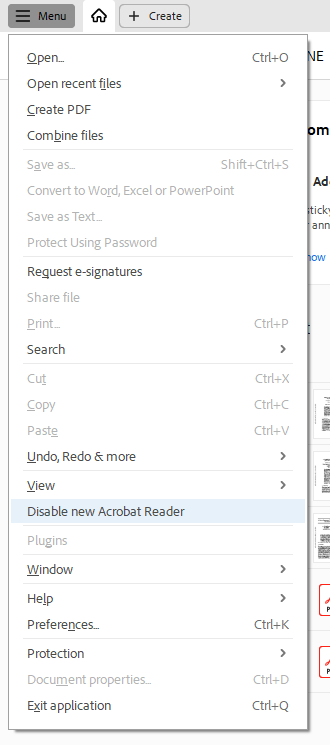 Menu
Create
Open... Ctrl+O
Open recent files
Create PDF
Combine files
Save as... Shift+Ctrl+S
Convert to Word, Excel or PowerPoint
Save as Text...
Protect Using Password
Request e-signatures
Share file
Print... Ctrl+P
Search
Cut Ctrl+X
Copy Ctrl+C
Paste Ctrl+V
Undo, Redo & more
View
Disable new Acrobat Reader
Plugins
Window
Help
Preferences... Ctrl+K
Protection
Document properties... Ctrl+D
Exit application Ctrl+Q
NE
om
Ad
sticky
ann
now